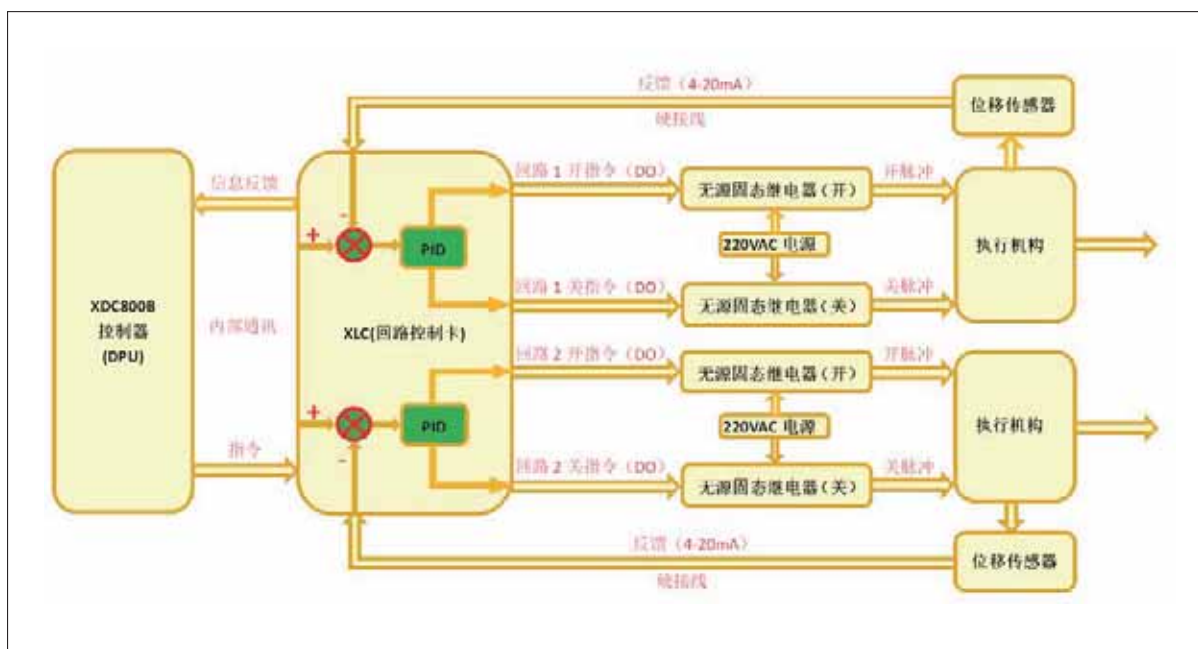 反馈（4-20mA）
硬接线
位移传感器
信息反馈
回路 1 开指令（DO）
无源固态继电器（开）
开脉冲
-
+
PID
220VAC 电源
执行机构
回路 1 关指令（DO）
无源固态继电器（关）
关脉冲
XDC800B
控制器
(DPU)
内部通讯
XLC(回路控制卡)
回路 2 开指令（DO）
无源固态继电器（开）
开脉冲
+
PID
220VAC 电源
执行机构
-
指令
回路 2 关指令（DO）
无源固态继电器（关）
关脉冲
反馈（4-20mA）
硬接线
位移传感器